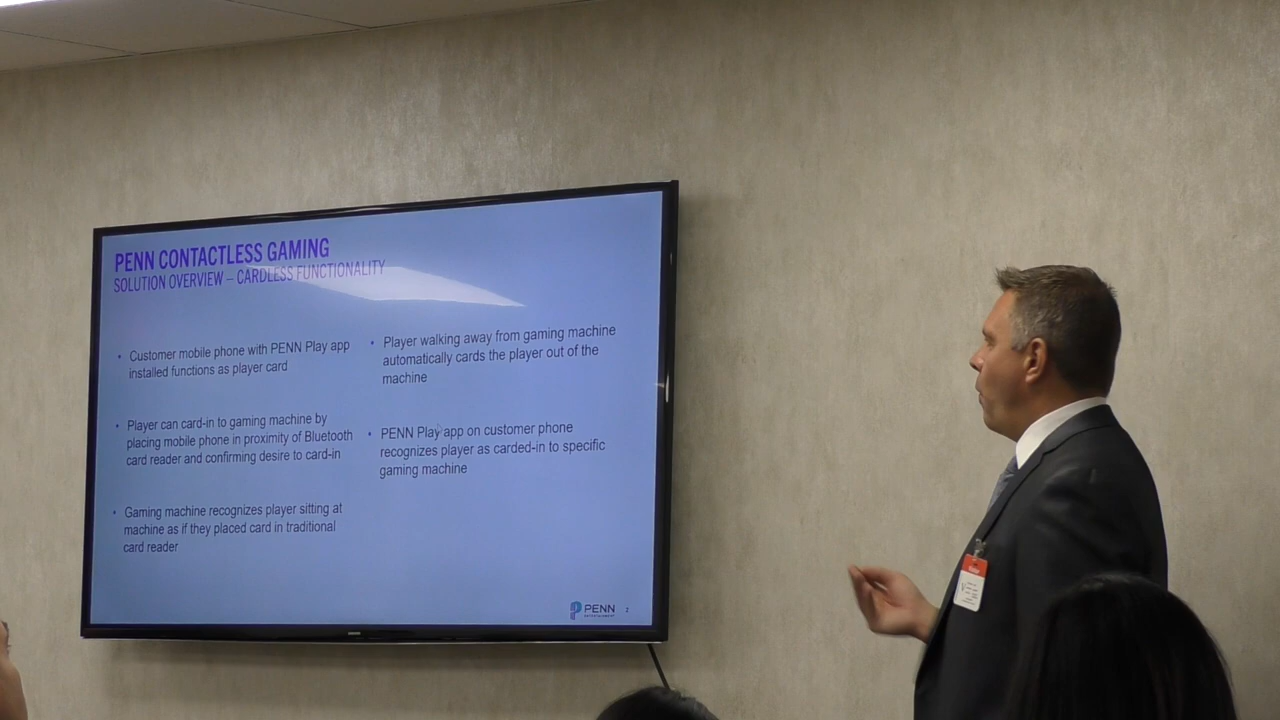 PENN CONTACTLESS GAMING
SOLUTION OVERVIEW – CARDLESS FUNCTIONALITY
• Customer mobile phone with PENN Play app
installed functions as player card
• Player can card-in to gaming machine by
placing mobile phone in proximity of Bluetooth
card reader and confirming desire to card-in
• Gaming machine recognizes player sitting at
machine as if they placed card in traditional
card reader
• Player walking away from gaming machine
automatically cards the player out of the
machine
• PENN Play app on customer phone
recognizes player as carded-in to specific
gaming machine
PENN
ENTERTAINMENT
2